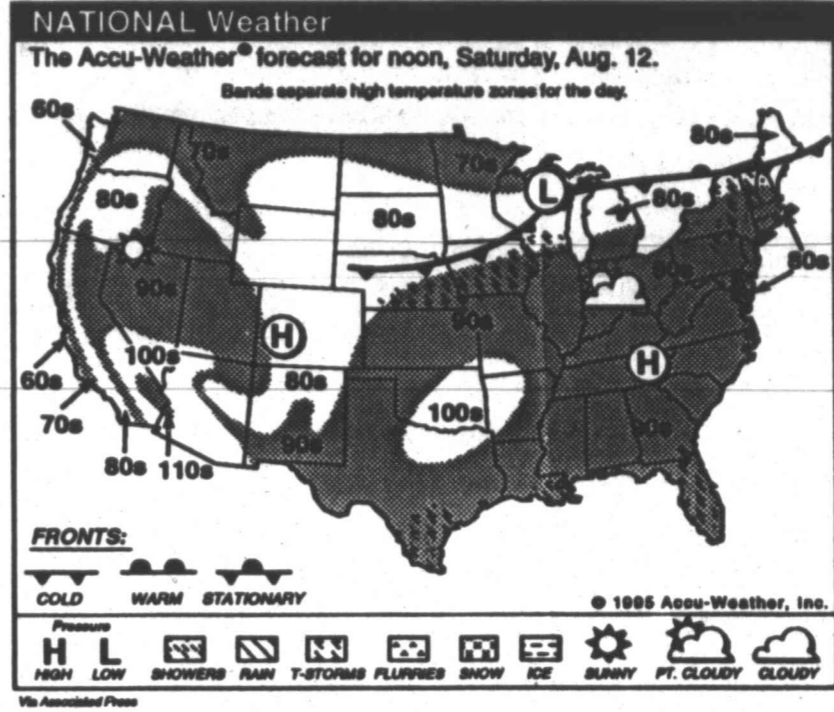 NATIONAL Weather
The Accu-Weather® forecast for noon, Saturday, Aug. 12.
Bands separate high temperature zones for the day.
60s
80s
70s
70s
80s
80s
80s
80s
90s
90s
90s
100s
80s
100s
60s
70s
90s
90s
80s
110s
H
L
H
FRONTS:
COLD
WARM
STATIONARY
© 1995 Accu-Weather, Inc.
Pressure
H
L
HIGH
LOW
SHOWERS
RAIN
T-STORMS
FLURRIES
SNOW
ICE
SUNNY
PT. CLOUDY
CLOUDY
Via Associated Press